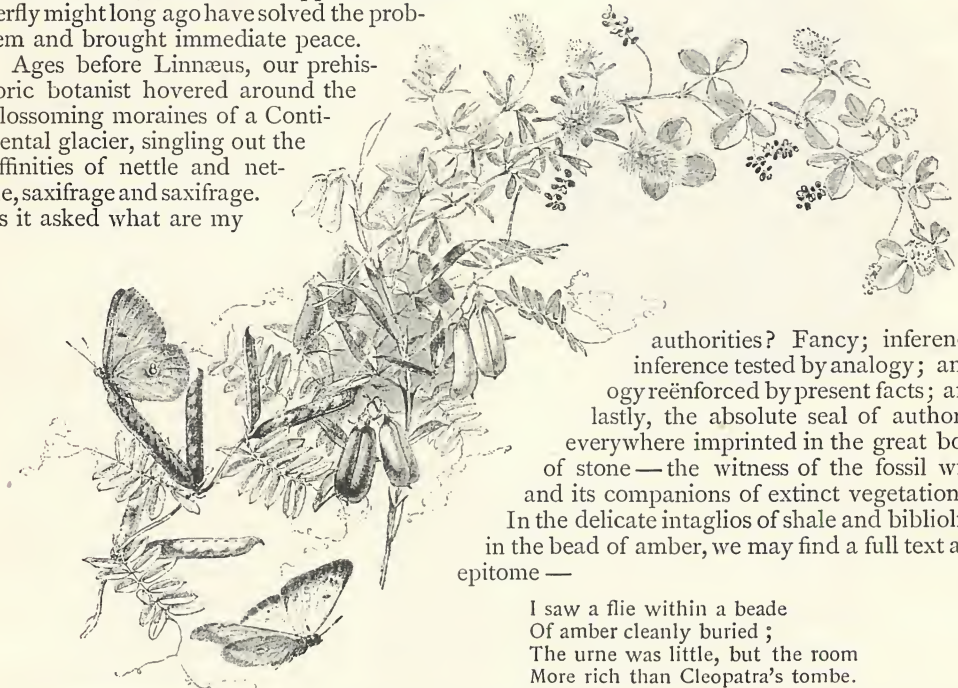 erfly might long ago have solved the prob-
em and brought immediate peace.
Ages before Linnæus, our prehis-
oric botanist hovered around the
lossoming moraines of a Conti-
ental glacier, singling out the
ffinities of nettle and net-
e, saxifrage and saxifrage.
s it asked what are my
authorities? Fancy; inferen
inference tested by analogy; an
ogy reënforced by present facts; a
lastly, the absolute seal of author
everywhere imprinted in the great bo
of stone — the witness of the fossil w
and its companions of extinct vegetation
In the delicate intaglios of shale and bibliol
in the bead of amber, we may find a full text a
epitome —
I saw a flie within a beade
Of amber cleanly buried ;
The urne was little, but the room
More rich than Cleopatra's tombe.